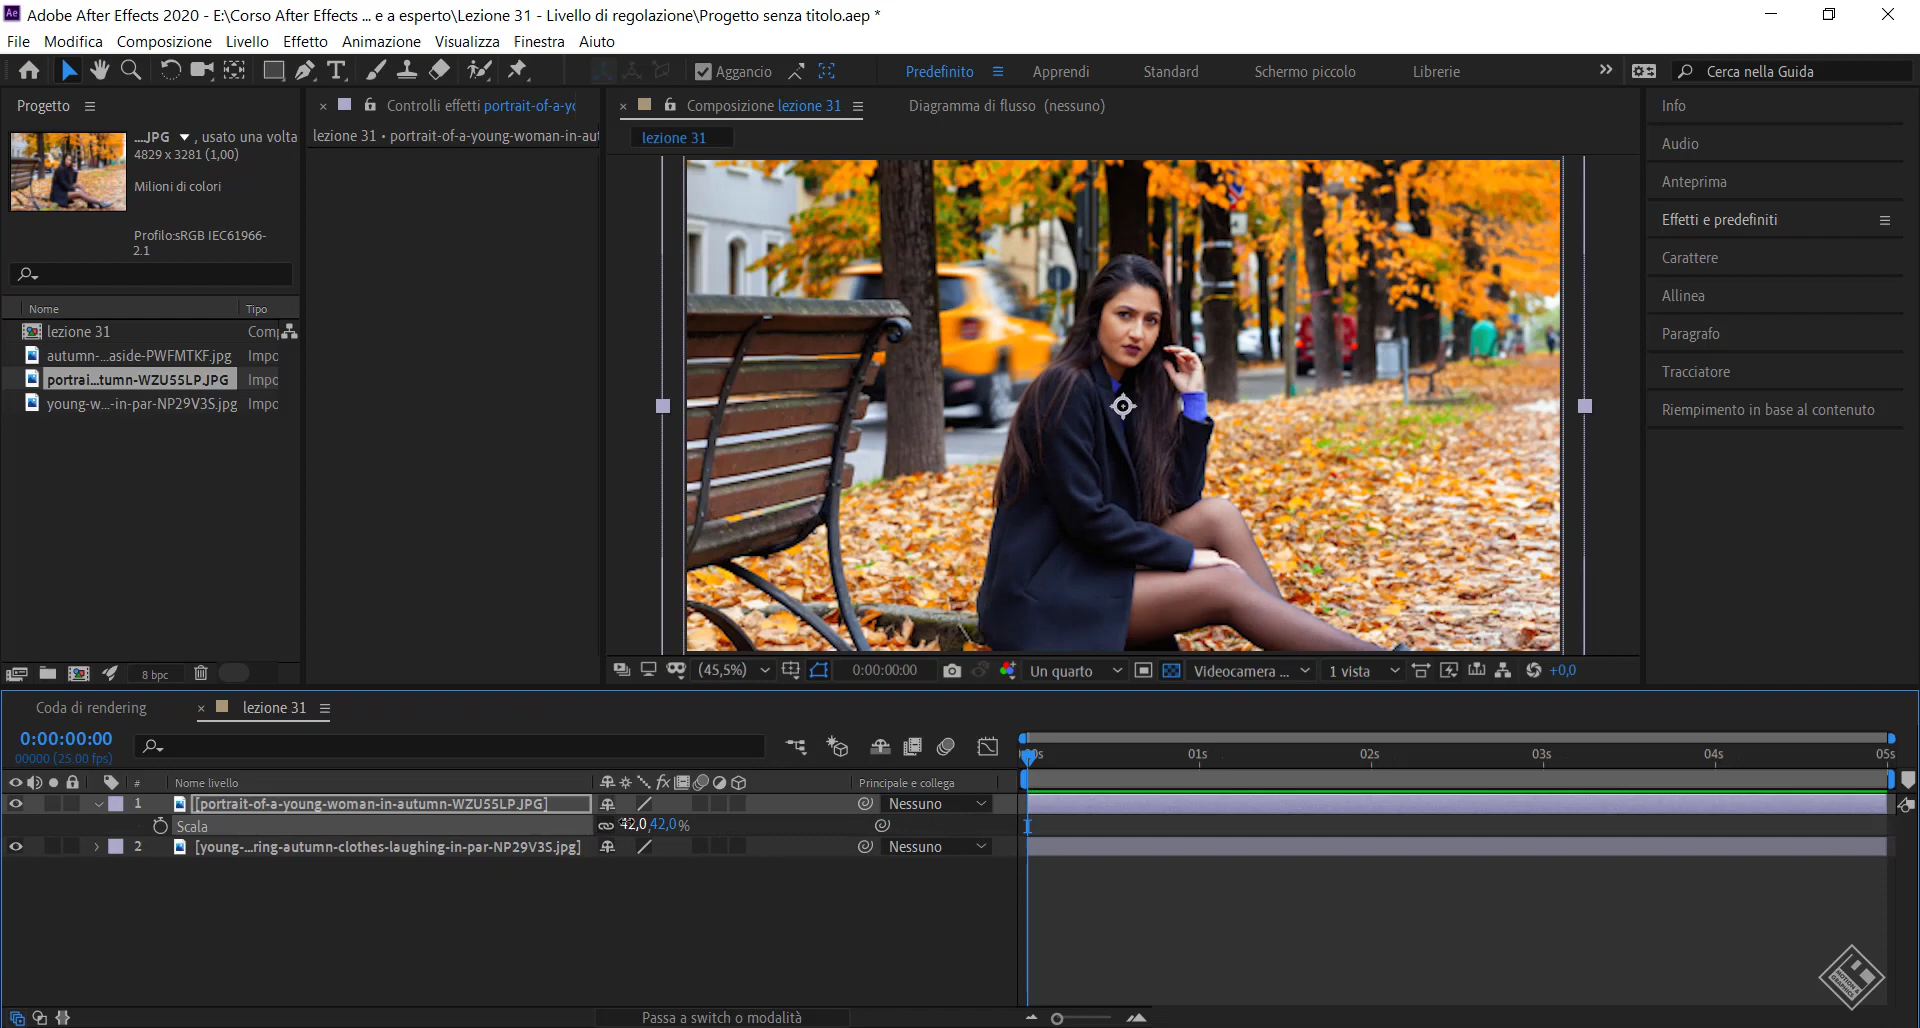 Ae Adobe After Effects 2020 - E:\Corso After Effects ... e a esperto\Lezione 31 - Livello di regolazione\Progetto senza titolo.aep *
File Modifica Composizione Livello Effetto Animazione Visualizza Finestra Aiuto
Aggancio Predefinito Apprendi Standard Schermo piccolo Librerie Cerca nella Guida
Progetto
Controlli effetti portrait-of-a-yo
Composizione lezione 31
Diagramma di flusso (nessuno)
Info
....JPG , usato una volta
4829 x 3281 (1,00)
Milioni di colori
Profilo:sRGB IEC61966-
2.1
lezione 31 • portrait-of-a-young-woman-in-aut
lezione 31
Audio
Anteprima
Effetti e predefiniti
Carattere
Allinea
Paragrafo
Tracciatore
Riempimento in base al contenuto
Nome Tipo
lezione 31 Comp
autumn-...aside-PWFMTKF.jpg Impo
portrai...tumn-WZU55LP.JPG Impo
young-w...-in-par-NP29V3S.jpg Impo
8 bpc
(45,5%) 0:00:00:00 Un quarto Videocamera ... 1 vista +0,0
Coda di rendering lezione 31
0:00:00:00
00000 (25.00 fps)
01s 02s 03s 04s 05s
# Nome livello fx Principale e collega
1 [portrait-of-a-young-woman-in-autumn-WZU55LP.JPG] Nessuno
Scala 42,0,42,0%
2 [young-...ring-autumn-clothes-laughing-in-par-NP29V3S.jpg] Nessuno
Passa a switch o modalità